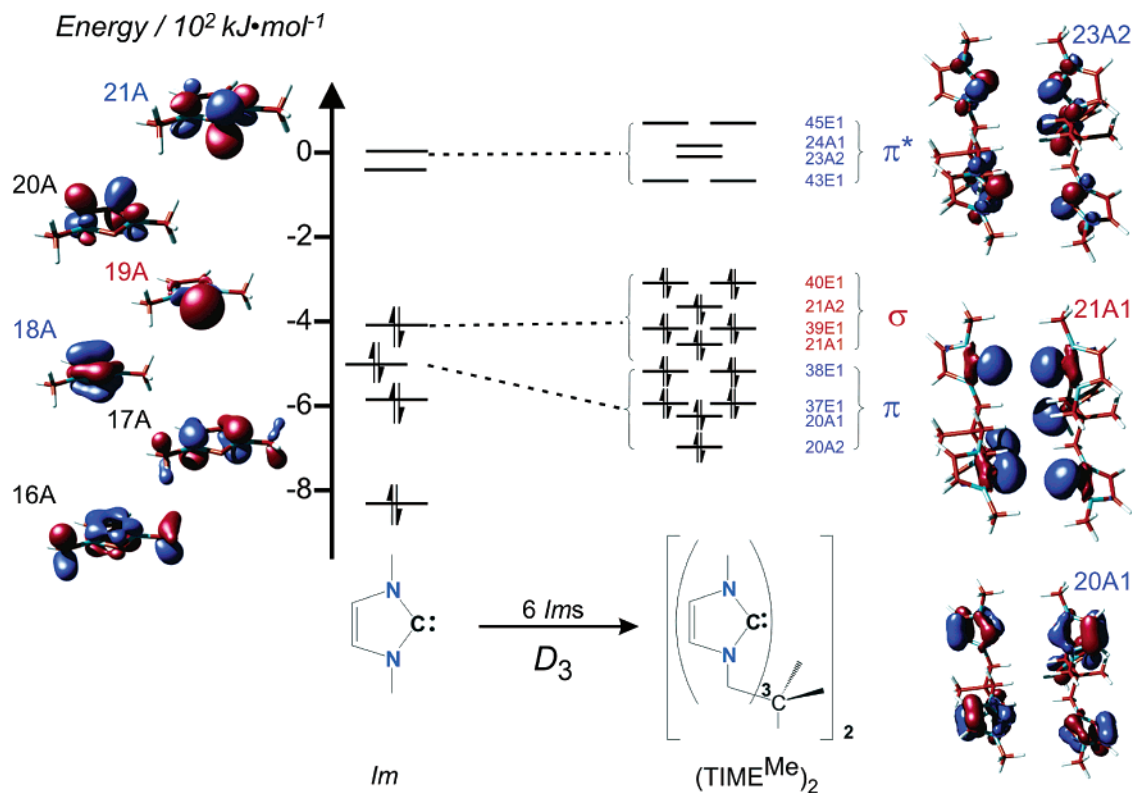 Energy / 10² kJ•mol⁻¹
21A
20A
19A
18A
17A
16A
0
-2
-4
-6
-8
45E1
24A1
23A2
43E1
π*
40E1
21A2
39E1
21A1
σ
38E1
37E1
20A1
20A2
π
23A2
21A1
20A1
N
C:
N
Im
6 Ims
D₃
N
C:
N
3
C
2
(TIMEᴹᵉ)₂